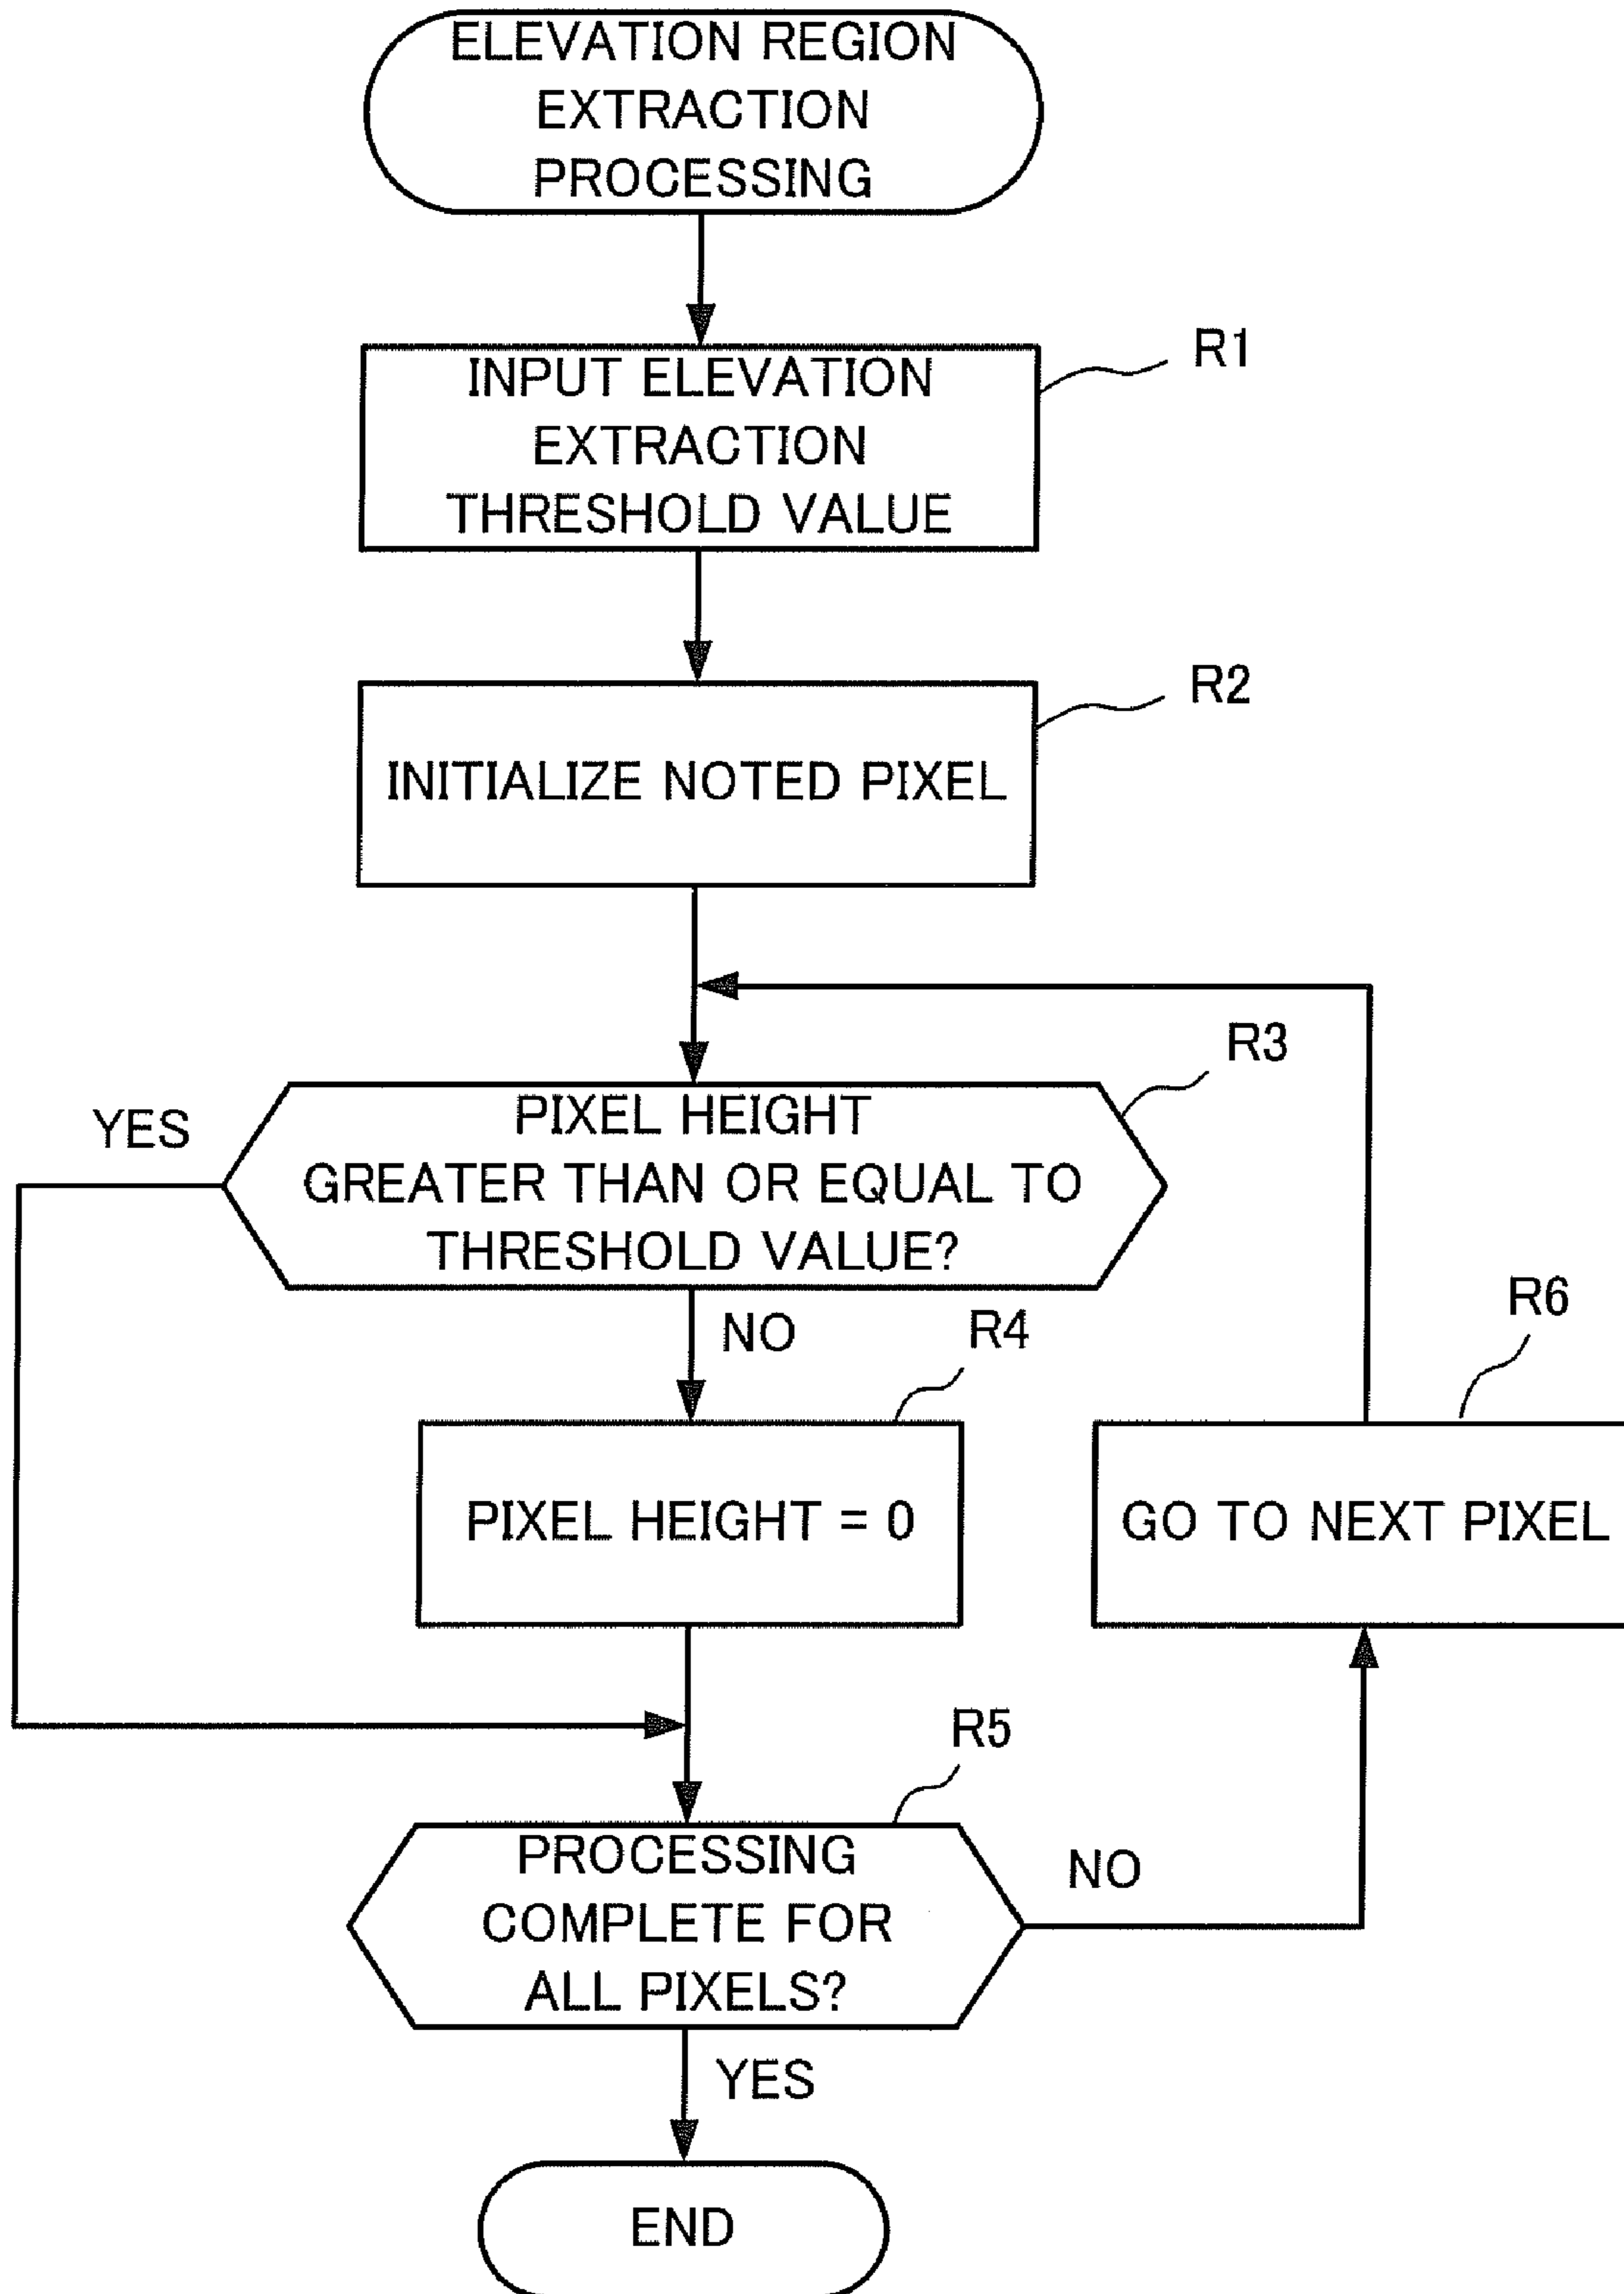 ELEVATION REGION
EXTRACTION
PROCESSING
R1
INPUT ELEVATION
EXTRACTION
THRESHOLD VALUE
R2
INITIALIZE NOTED PIXEL
R3
YES
PIXEL HEIGHT
GREATER THAN OR EQUAL TO
THRESHOLD VALUE?
NO
R4
R6
PIXEL HEIGHT = 0
GO TO NEXT PIXEL
R5
PROCESSING
COMPLETE FOR
ALL PIXELS?
NO
YES
END